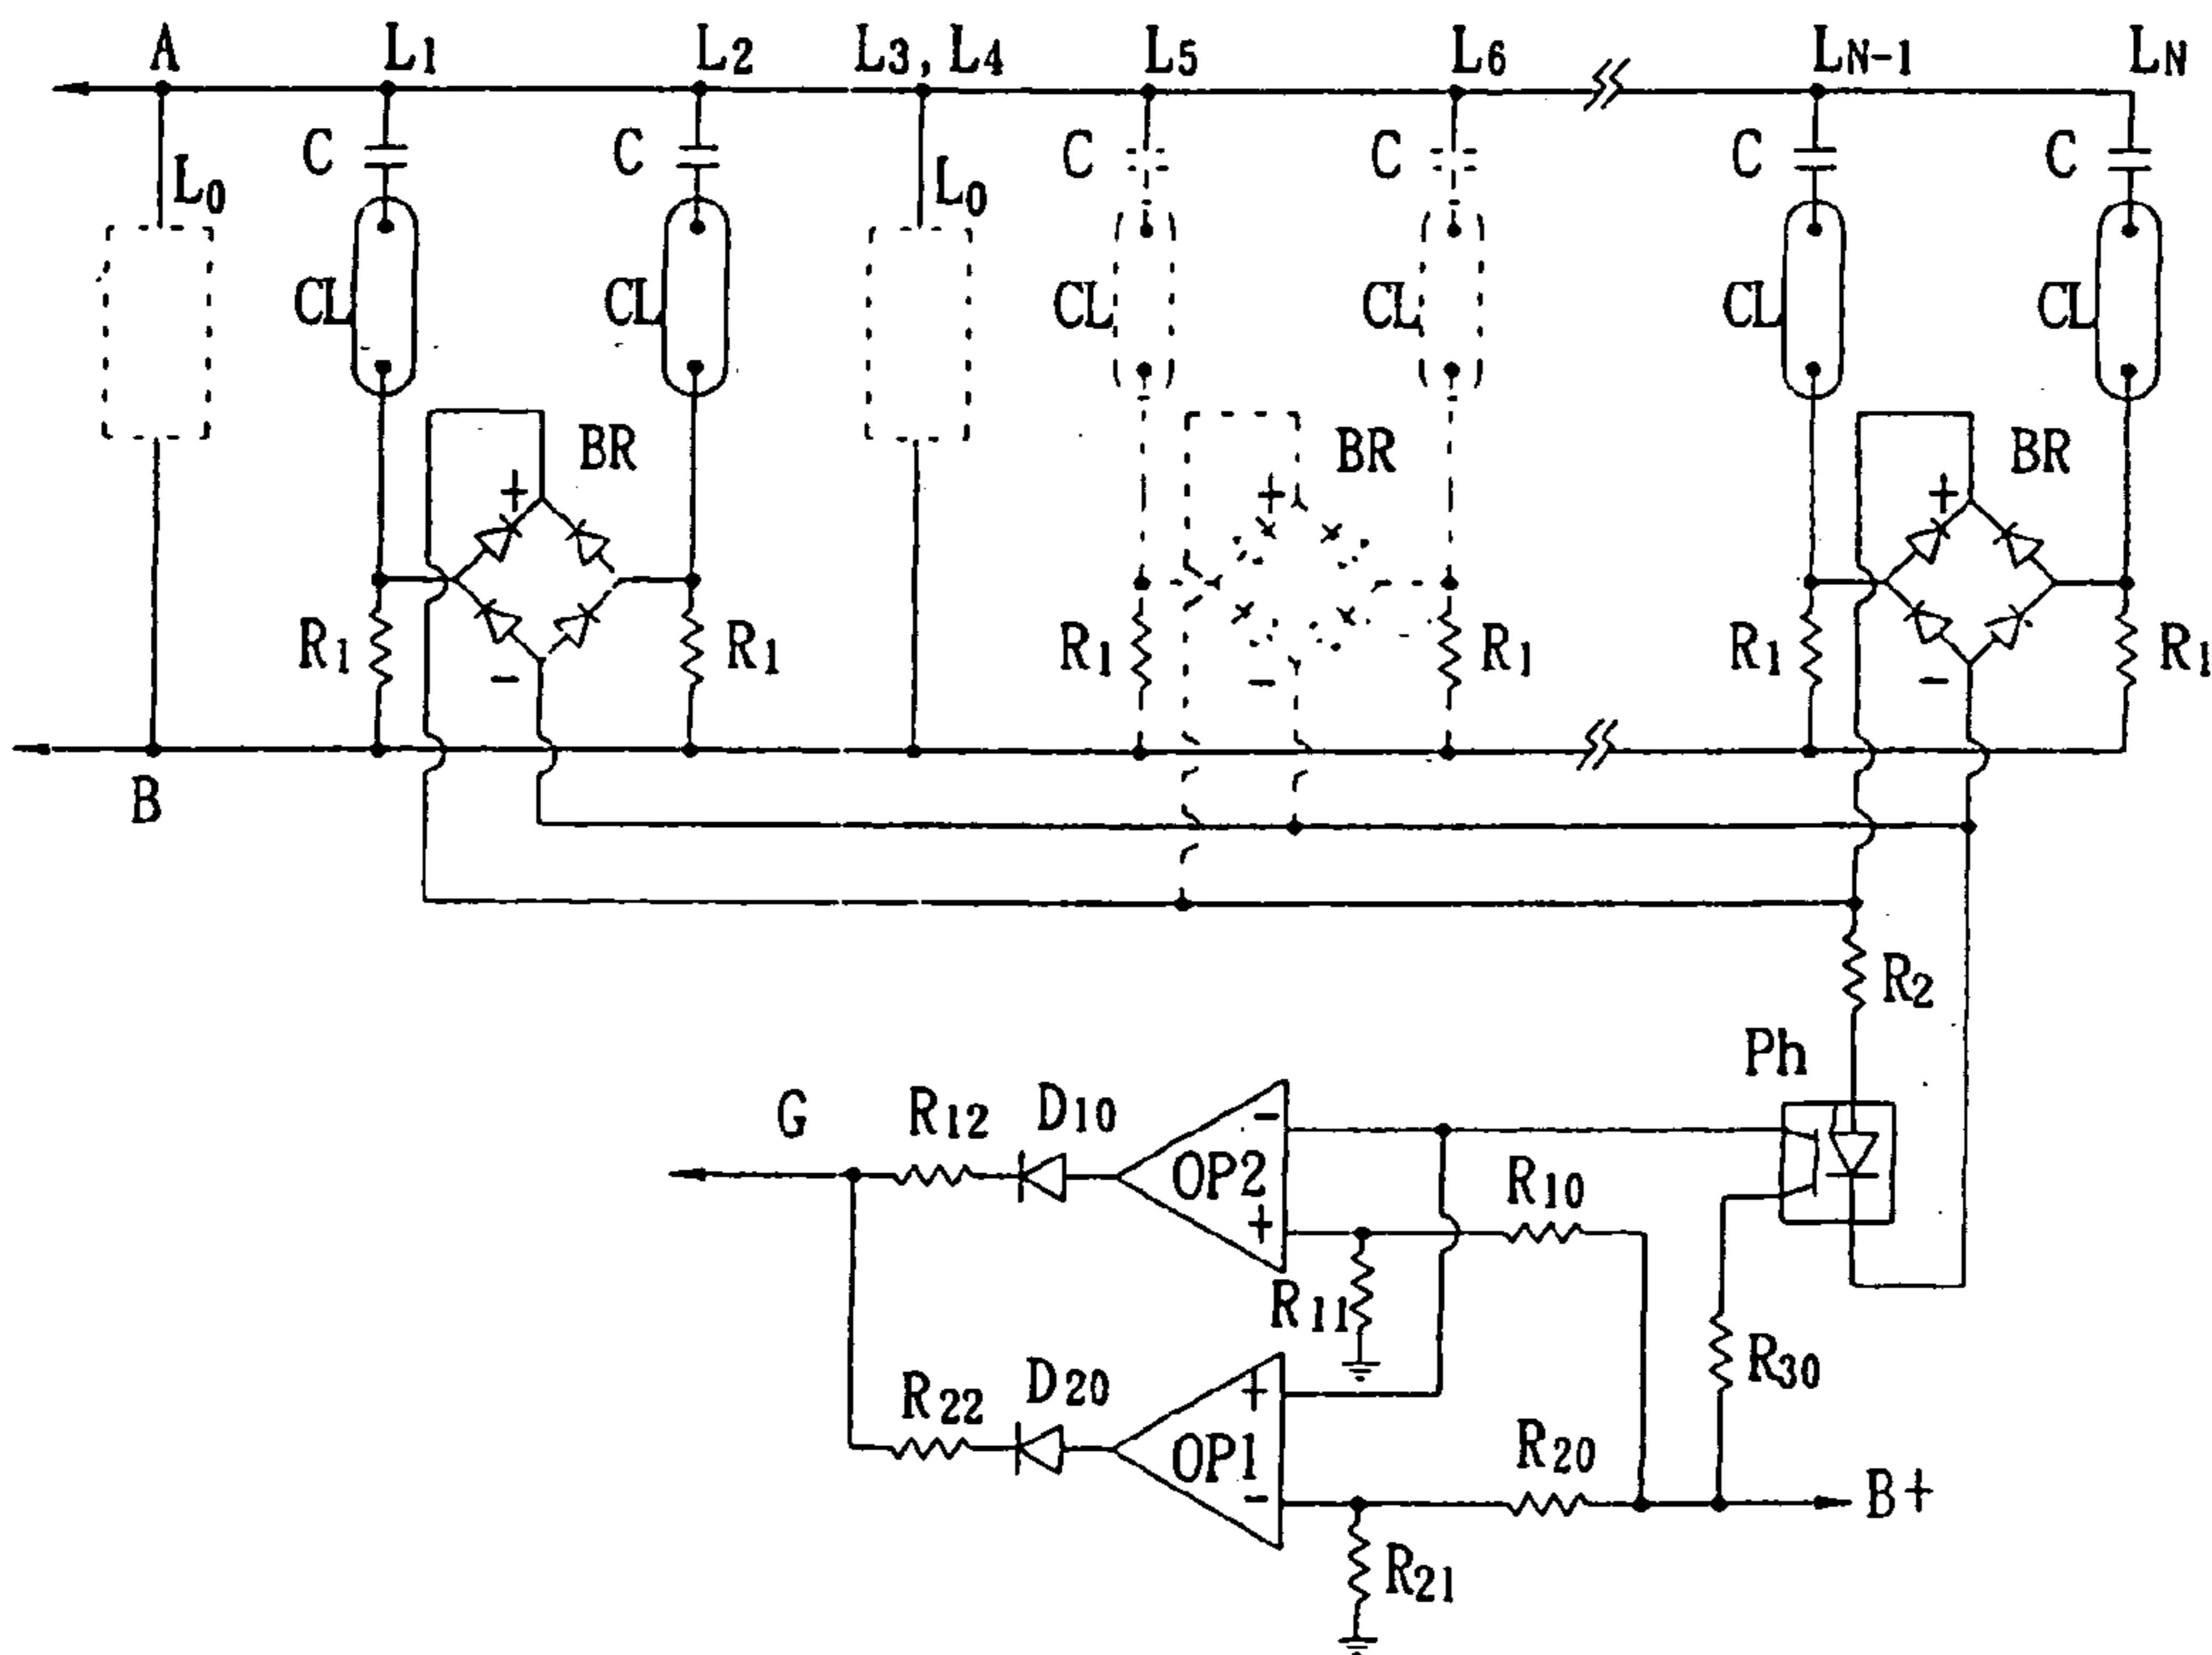 A L1 L2 L3, L4 L5 L6 LN-1 LN
C C C C C C
L0 L0
CL CL CL CL CL CL
BR BR BR
+ + +
R1 R1 R1 R1 R1 R1
- - -
B
R2
Ph
G R12 D10 - OP2 + R10
R11
R30
R22 D20 + OP1 - R20
B+
R21